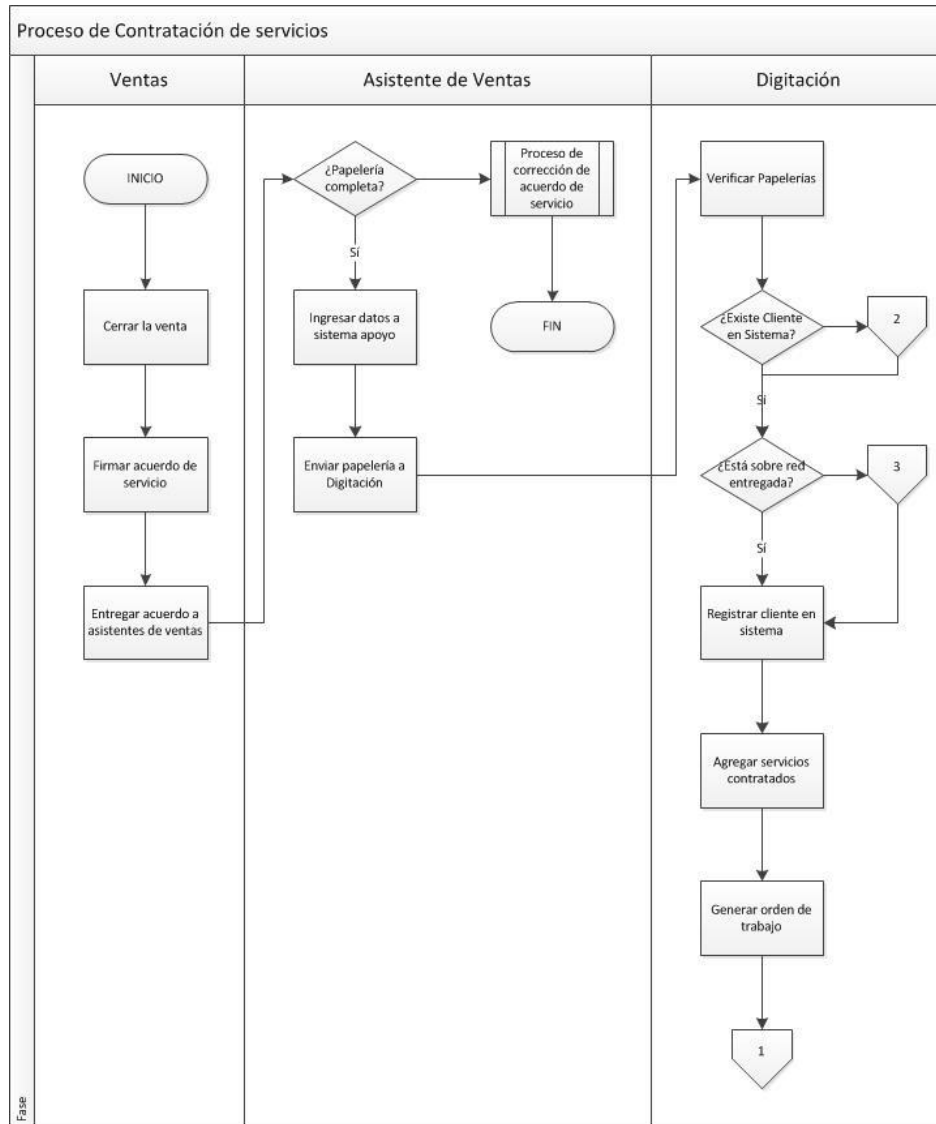 Proceso de Contratación de servicios
Ventas
Asistente de Ventas
Digitación
INICIO
Cerrar la venta
Firmar acuerdo de
servicio
Entregar acuerdo a
asistentes de ventas
¿Papelería
completa?
Sí
Ingresar datos a
sistema apoyo
Enviar papelería a
Digitación
Proceso de
corrección de
acuerdo de
servicio
FIN
Verificar Papelerías
¿Existe Cliente
en Sistema?
2
Sí
¿Está sobre red
entregada?
3
Sí
Registrar cliente en
sistema
Agregar servicios
contratados
Generar orden de
trabajo
1
Fase